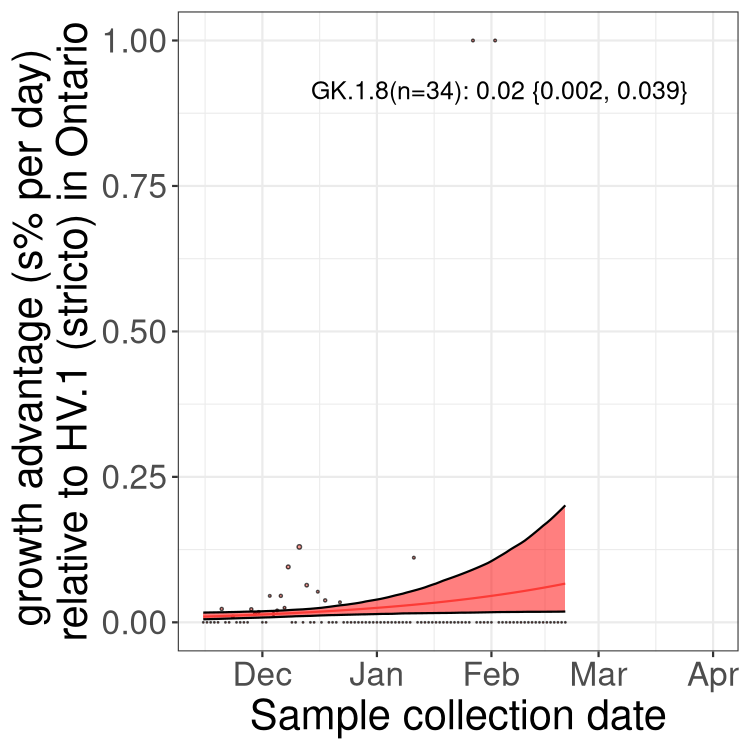 growth advantage (s% per day)
relative to HV.1 (stricto) in Ontario
1.00
0.75
0.50
0.25
0.00
GK.1.8(n=34): 0.02 {0.002, 0.039}
Dec Jan Feb Mar Apr
Sample collection date